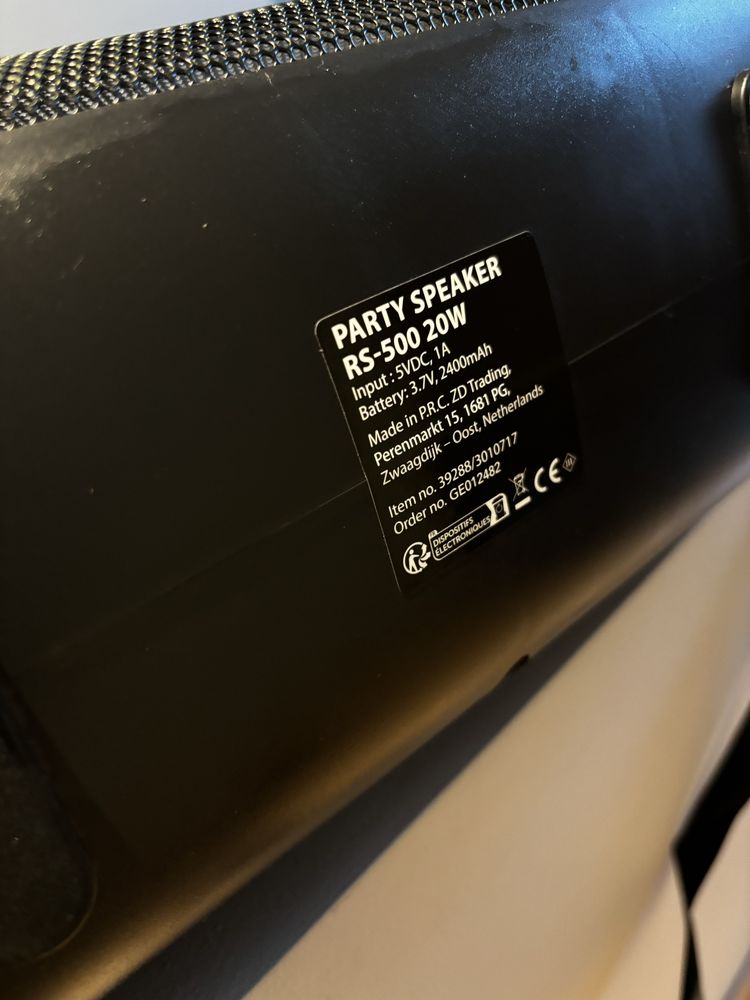 PARTY SPEAKER
RS-500 20W
Input : 5VDC, 1A
Battery: 3.7V, 2400mAh
Made in P.R.C. ZD Trading,
Perenmarkt 15, 1681 PG,
Zwaagdijk – Oost, Netherlands
Item no. 39288/3010717
Order no. GE012482
FR
DISPOSITIFS
ÉLECTRONIQUES
CE